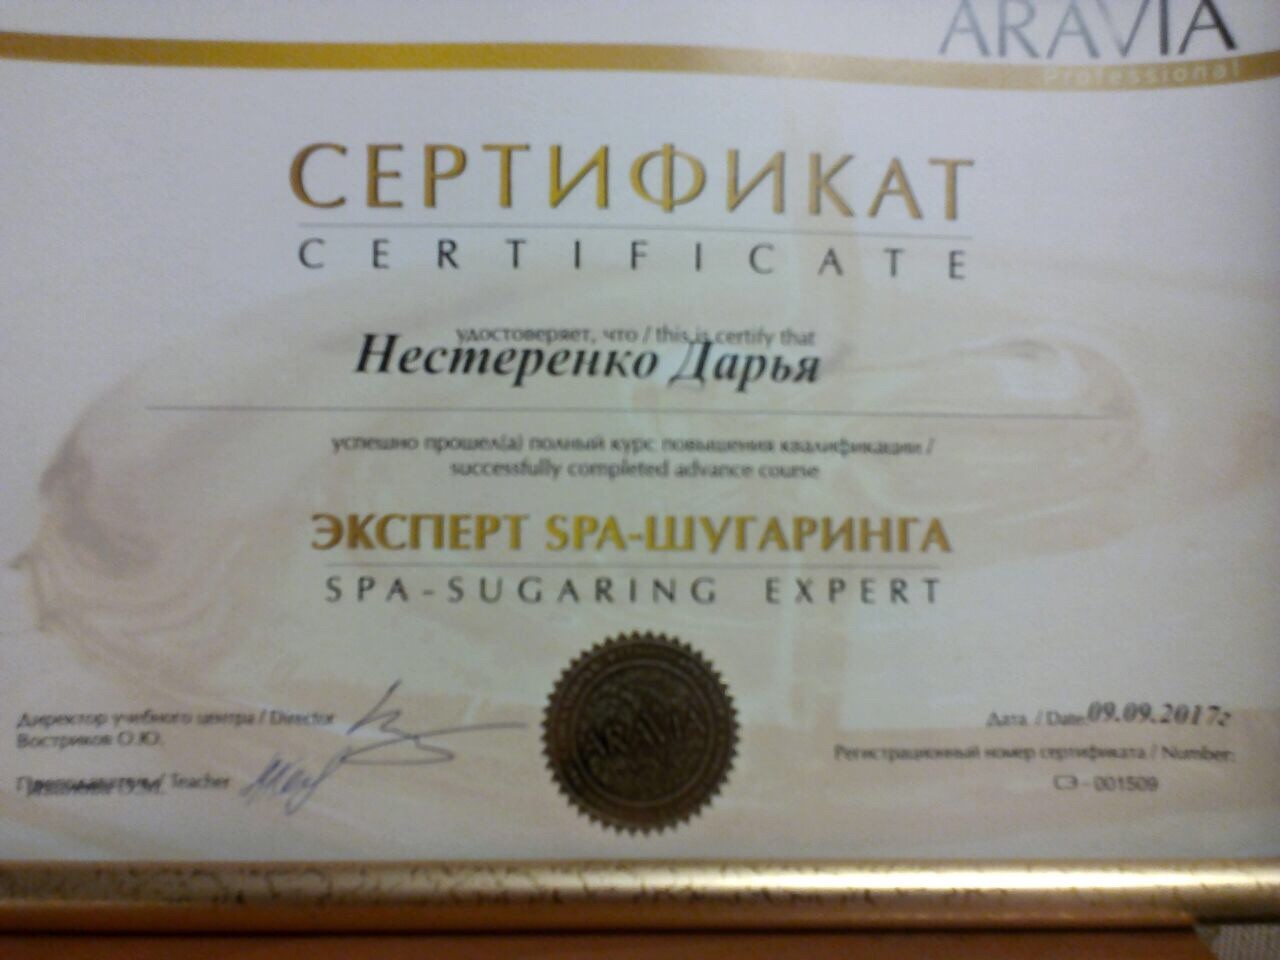 ARAVIA
Professional
СЕРТИФИКАТ
CERTIFICATE
удостоверяет, что / this is certify that
Нестеренко Дарья
успешно прошел(а) полный курс повышения квалификации /
successfully completed advance course
ЭКСПЕРТ SPA-ШУГАРИНГА
SPA-SUGARING EXPERT
Директор учебного центра / Director
Востриков О.Ю.
Преподаватель / Teacher
ARAVIA
Дата / Date 09.09.2017г
Регистрационный номер сертификата / Number:
СЭ - 001509